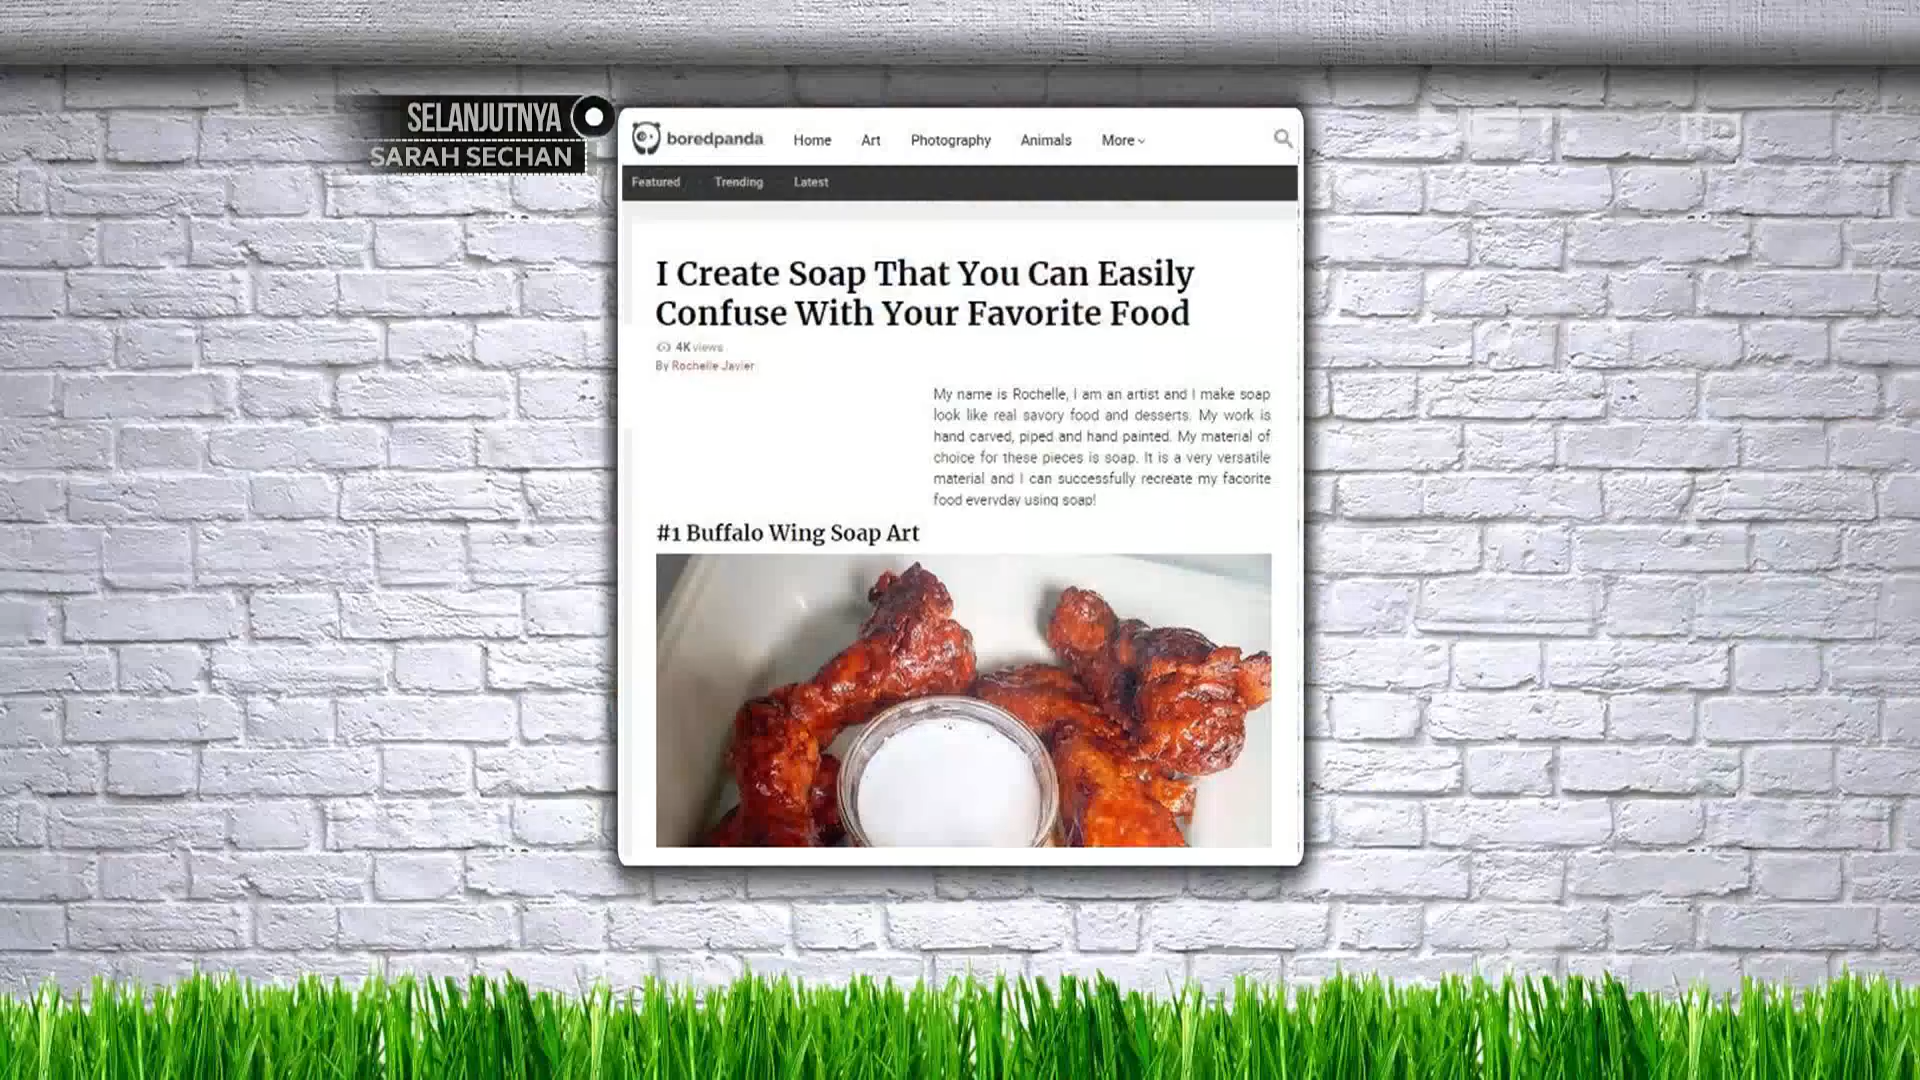 SELANJUTNYA
SARAH SECHAN
boredpanda Home Art Photography Animals More
Featured Trending Latest
I Create Soap That You Can Easily
Confuse With Your Favorite Food
4K views
By Rochelle Javier
My name is Rochelle, I am an artist and I make soap
look like real savory food and desserts. My work is
hand carved, piped and hand painted. My material of
choice for these pieces is soap. It is a very versatile
material and I can successfully recreate my facorite
food everyday using soap!
#1 Buffalo Wing Soap Art